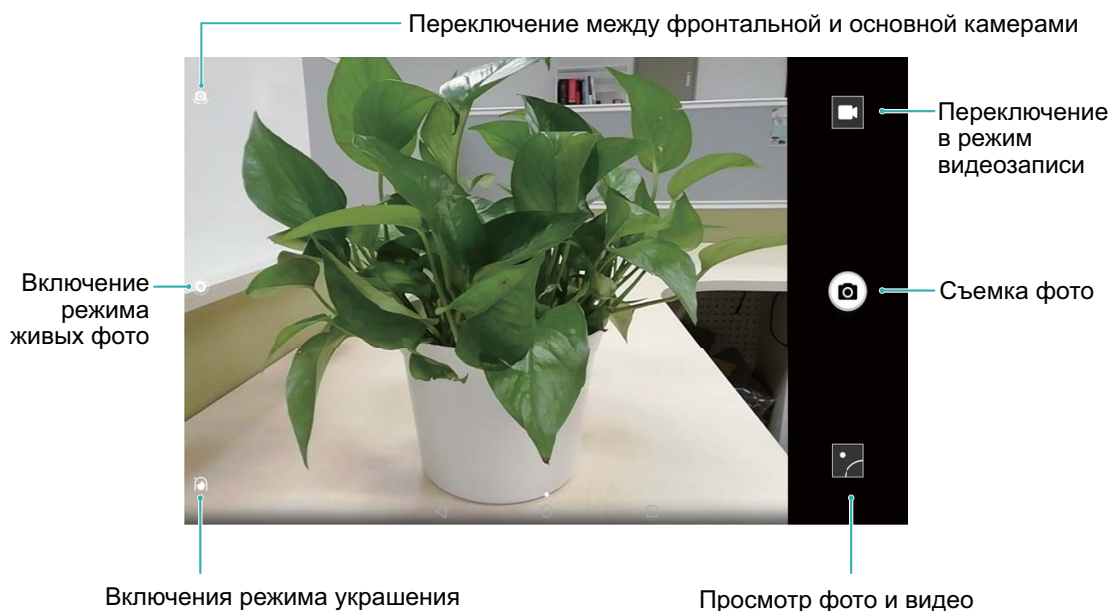 Переключение между фронтальной и основной камерами
Переключение
в режим
видеозаписи
Включение
режима
живых фото
Съемка фото
Включения режима украшения
Просмотр фото и видео